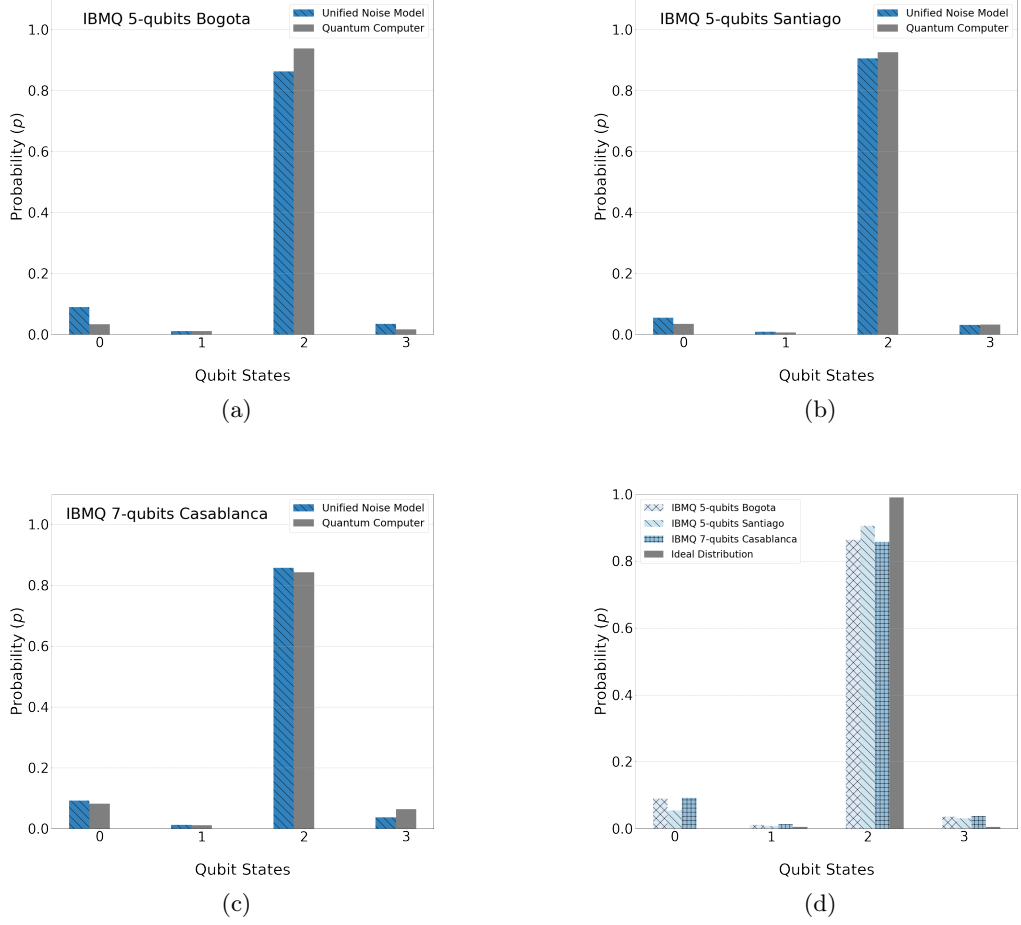 IBMQ 5-qubits Bogota
Unified Noise Model
Quantum Computer
Probability (p)
1.0
0.8
0.6
0.4
0.2
0.0
0 1 2 3
Qubit States
(a)
IBMQ 5-qubits Santiago
Unified Noise Model
Quantum Computer
Probability (p)
1.0
0.8
0.6
0.4
0.2
0.0
0 1 2 3
Qubit States
(b)
IBMQ 7-qubits Casablanca
Unified Noise Model
Quantum Computer
Probability (p)
1.0
0.8
0.6
0.4
0.2
0.0
0 1 2 3
Qubit States
(c)
IBMQ 5-qubits Bogota
IBMQ 5-qubits Santiago
IBMQ 7-qubits Casablanca
Ideal Distribution
Probability (p)
1.0
0.8
0.6
0.4
0.2
0.0
0 1 2 3
Qubit States
(d)